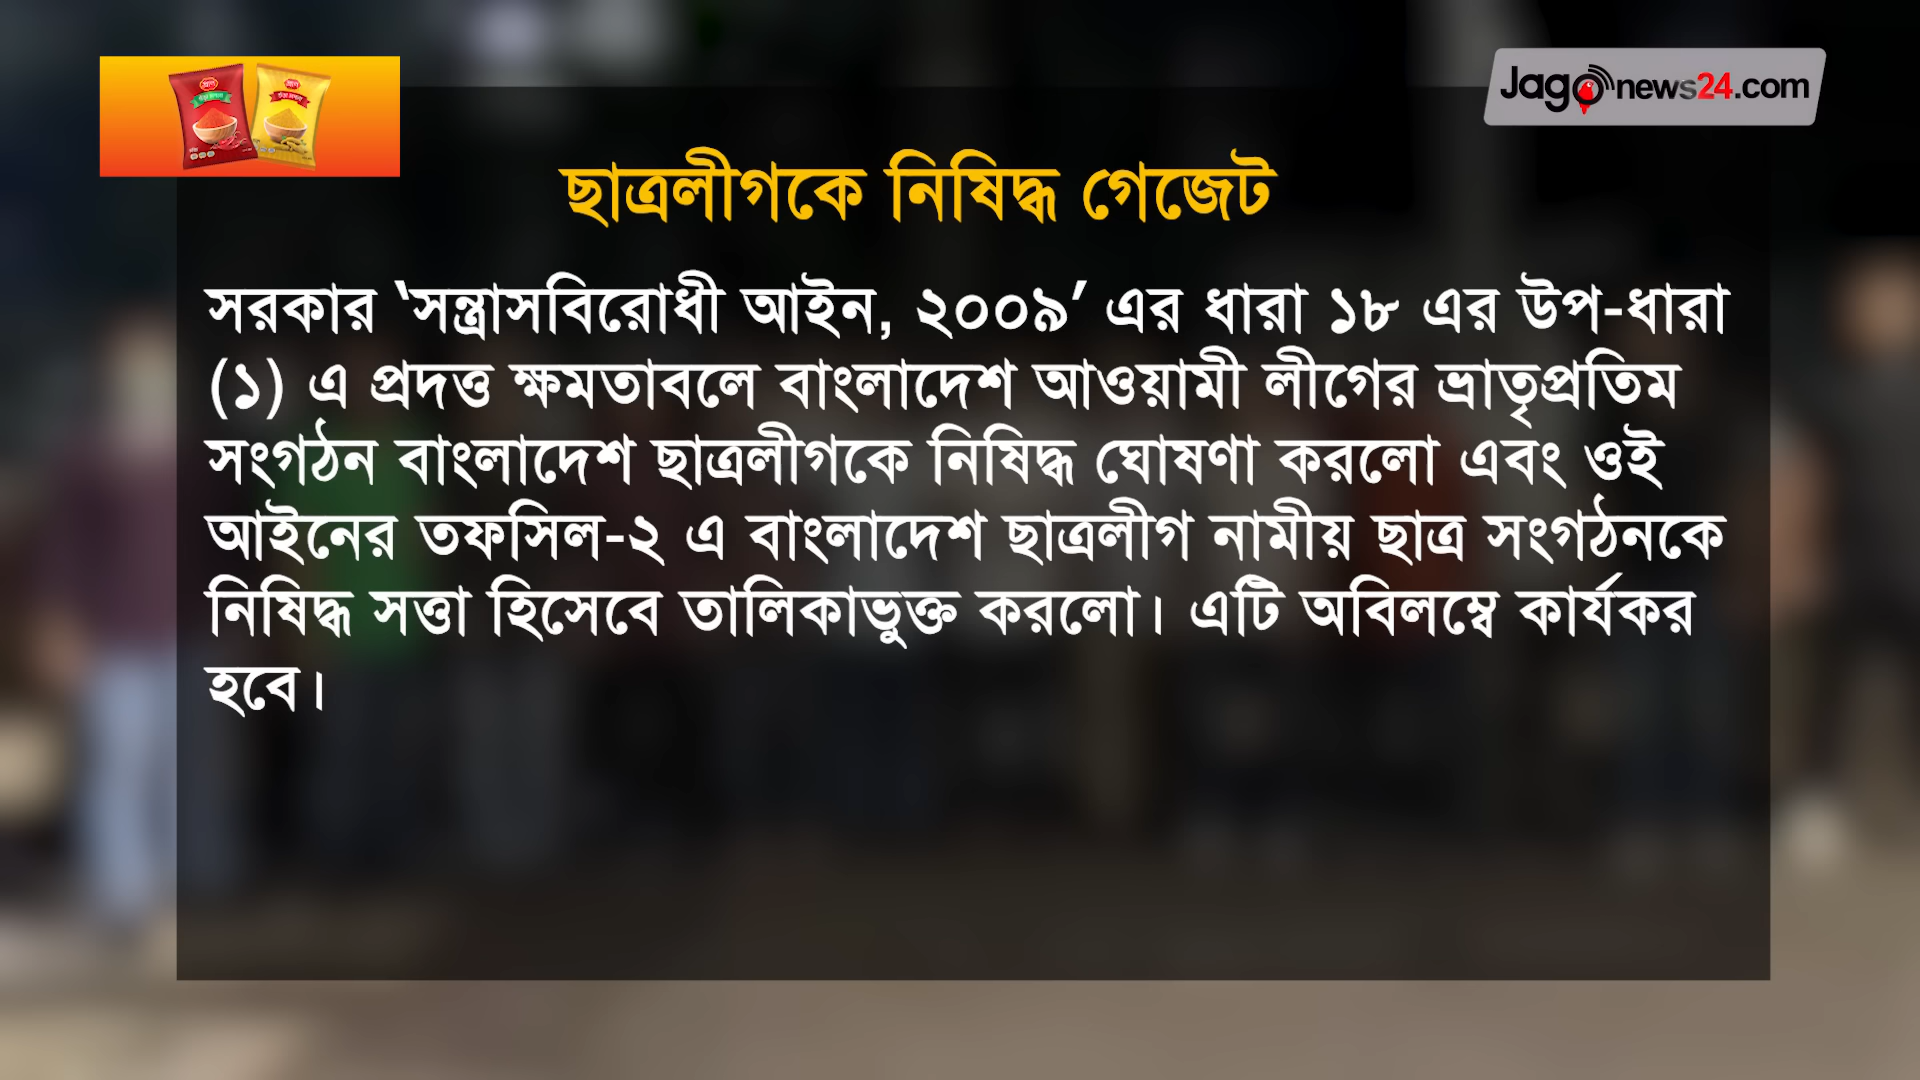 Jagonews24.com
ছাত্রলীগকে নিষিদ্ধ গেজেট
সরকার ‘সন্ত্রাসবিরোধী আইন, ২০০৯’ এর ধারা ১৮ এর উপ-ধারা
(১) এ প্রদত্ত ক্ষমতাবলে বাংলাদেশ আওয়ামী লীগের ভ্রাতৃপ্রতিম
সংগঠন বাংলাদেশ ছাত্রলীগকে নিষিদ্ধ ঘোষণা করলো এবং ওই
আইনের তফসিল-২ এ বাংলাদেশ ছাত্রলীগ নামীয় ছাত্র সংগঠনকে
নিষিদ্ধ সত্তা হিসেবে তালিকাভুক্ত করলো। এটি অবিলম্বে কার্যকর
হবে।